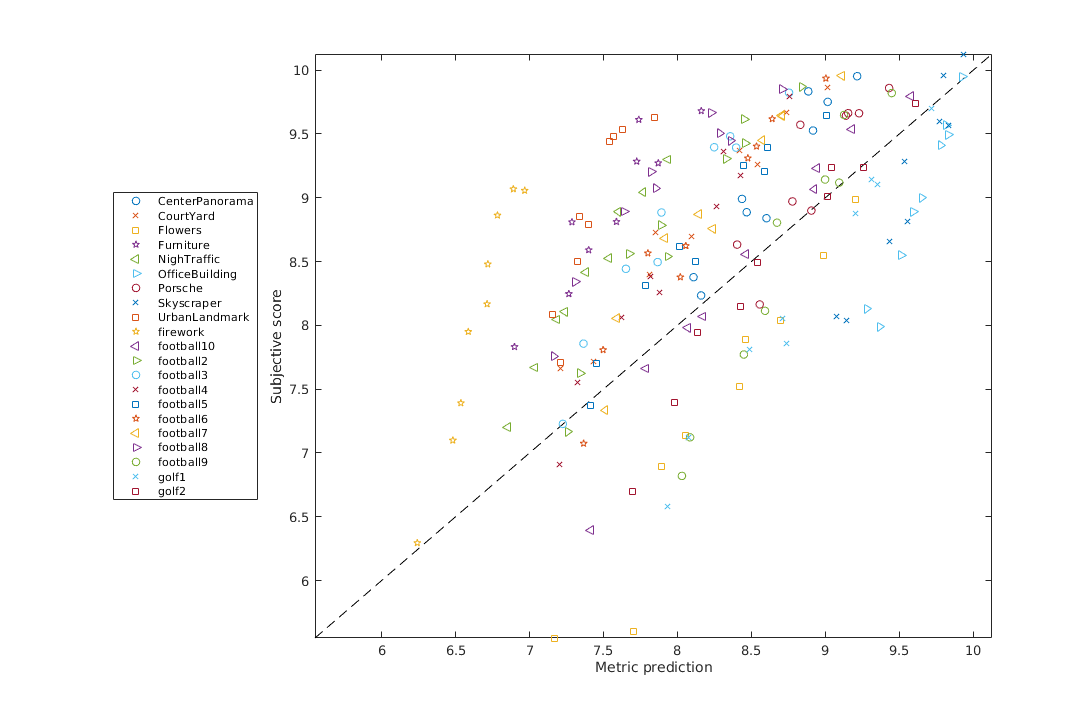 10
9.5
9
8.5
8
7.5
7
6.5
6
Subjective score
CenterPanorama
CourtYard
Flowers
Furniture
NighTraffic
OfficeBuilding
Porsche
Skyscraper
UrbanLandmark
firework
football10
football2
football3
football4
football5
football6
football7
football8
football9
golf1
golf2
6 6.5 7 7.5 8 8.5 9 9.5 10
Metric prediction